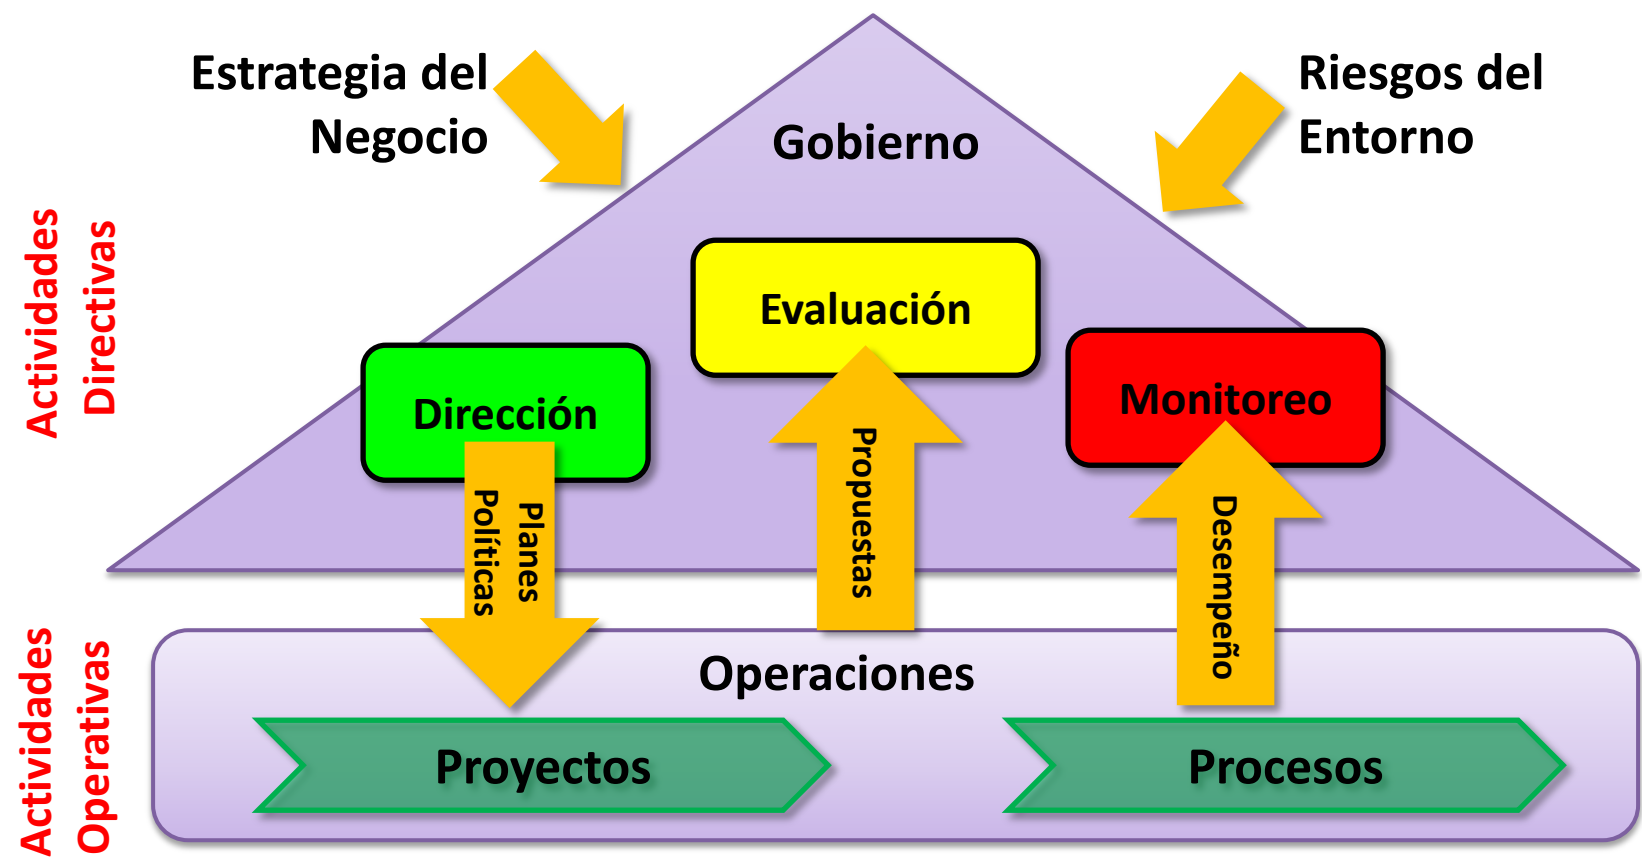 Estrategia del
Negocio
Riesgos del
Entorno
Gobierno
Actividades
Directivas
Evaluación
Dirección
Monitoreo
Planes
Políticas
Propuestas
Desempeño
Actividades
Operativas
Operaciones
Proyectos
Procesos